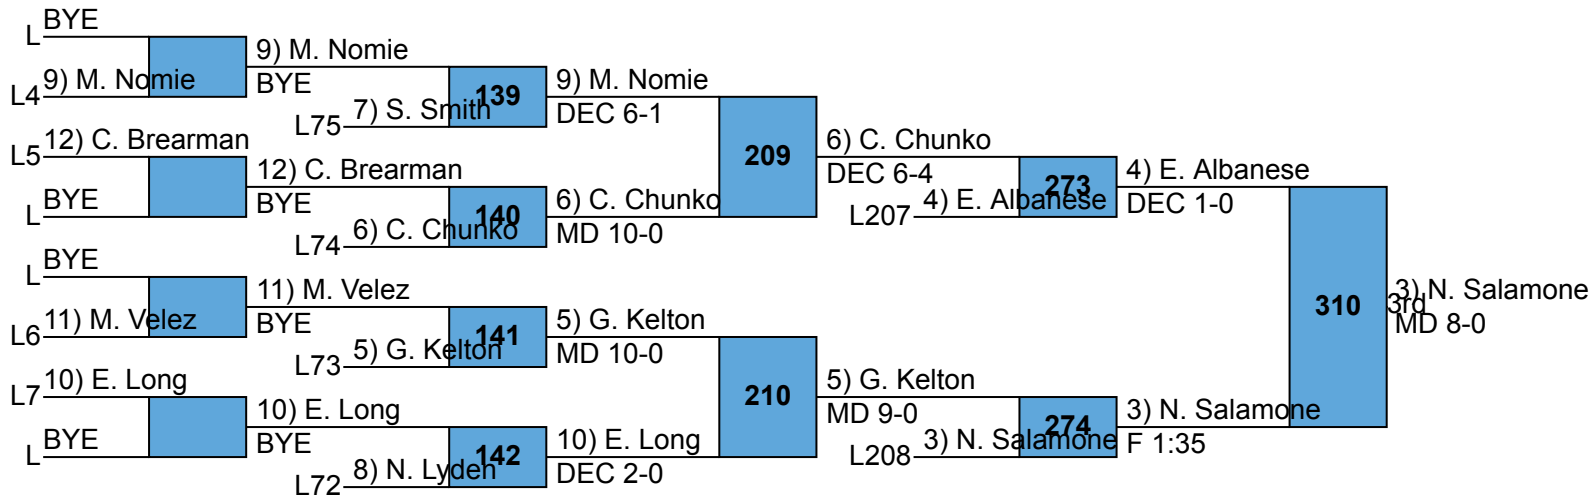 BYE
L
9) M. Nomie
L4
12) C. Brearman
L5
BYE
L
BYE
L
11) M. Velez
L6
10) E. Long
L7
BYE
L
9) M. Nomie
BYE
7) S. Smith
L75
12) C. Brearman
BYE
6) C. Chunko
L74
11) M. Velez
BYE
5) G. Kelton
L73
10) E. Long
BYE
8) N. Lyden
L72
139
140
141
142
9) M. Nomie
DEC 6-1
6) C. Chunko
MD 10-0
5) G. Kelton
MD 10-0
10) E. Long
DEC 2-0
209
210
6) C. Chunko
DEC 6-4
4) E. Albanese
L207
5) G. Kelton
MD 9-0
3) N. Salamone
L208
273
274
4) E. Albanese
DEC 1-0
3) N. Salamone
F 1:35
310
3) N. Salamone
3rd
MD 8-0